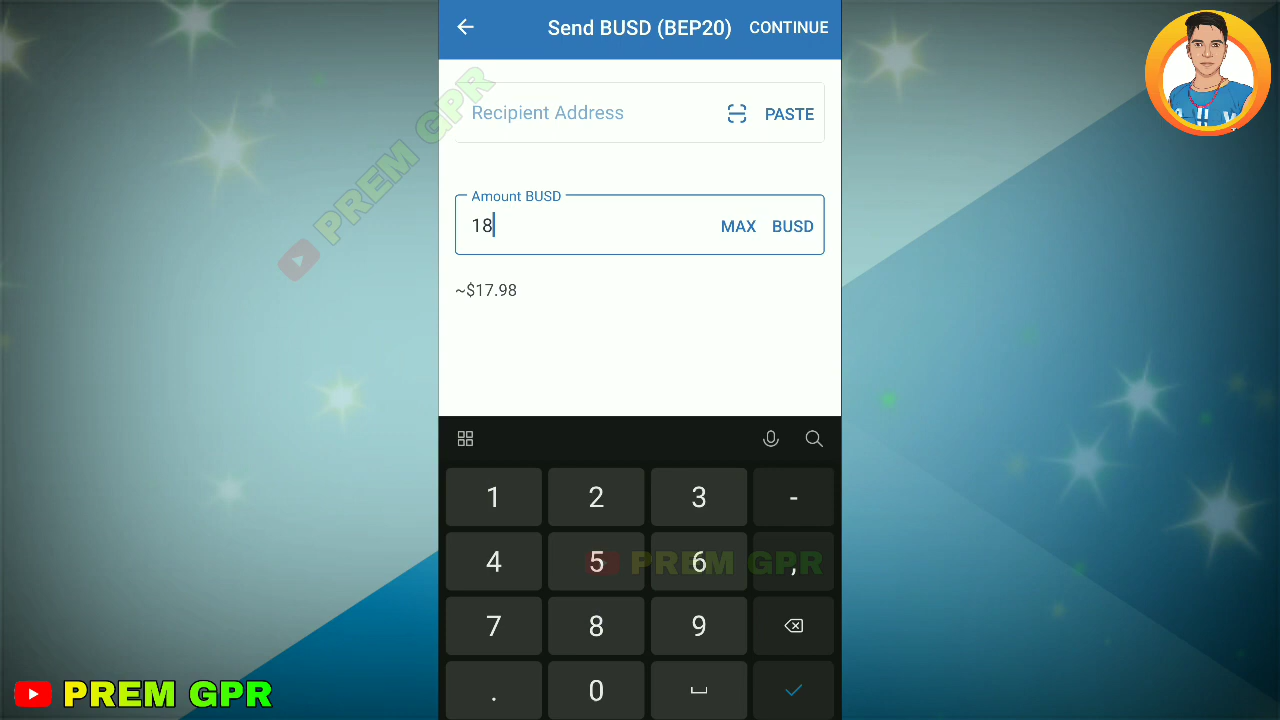 Send BUSD (BEP20) CONTINUE
Recipient Address PASTE
PREM GPR
Amount BUSD
18 MAX BUSD
~$17.98
1 2 3 -
4 5 6 ,
PREM GPR
7 8 9
. 0
PREM GPR